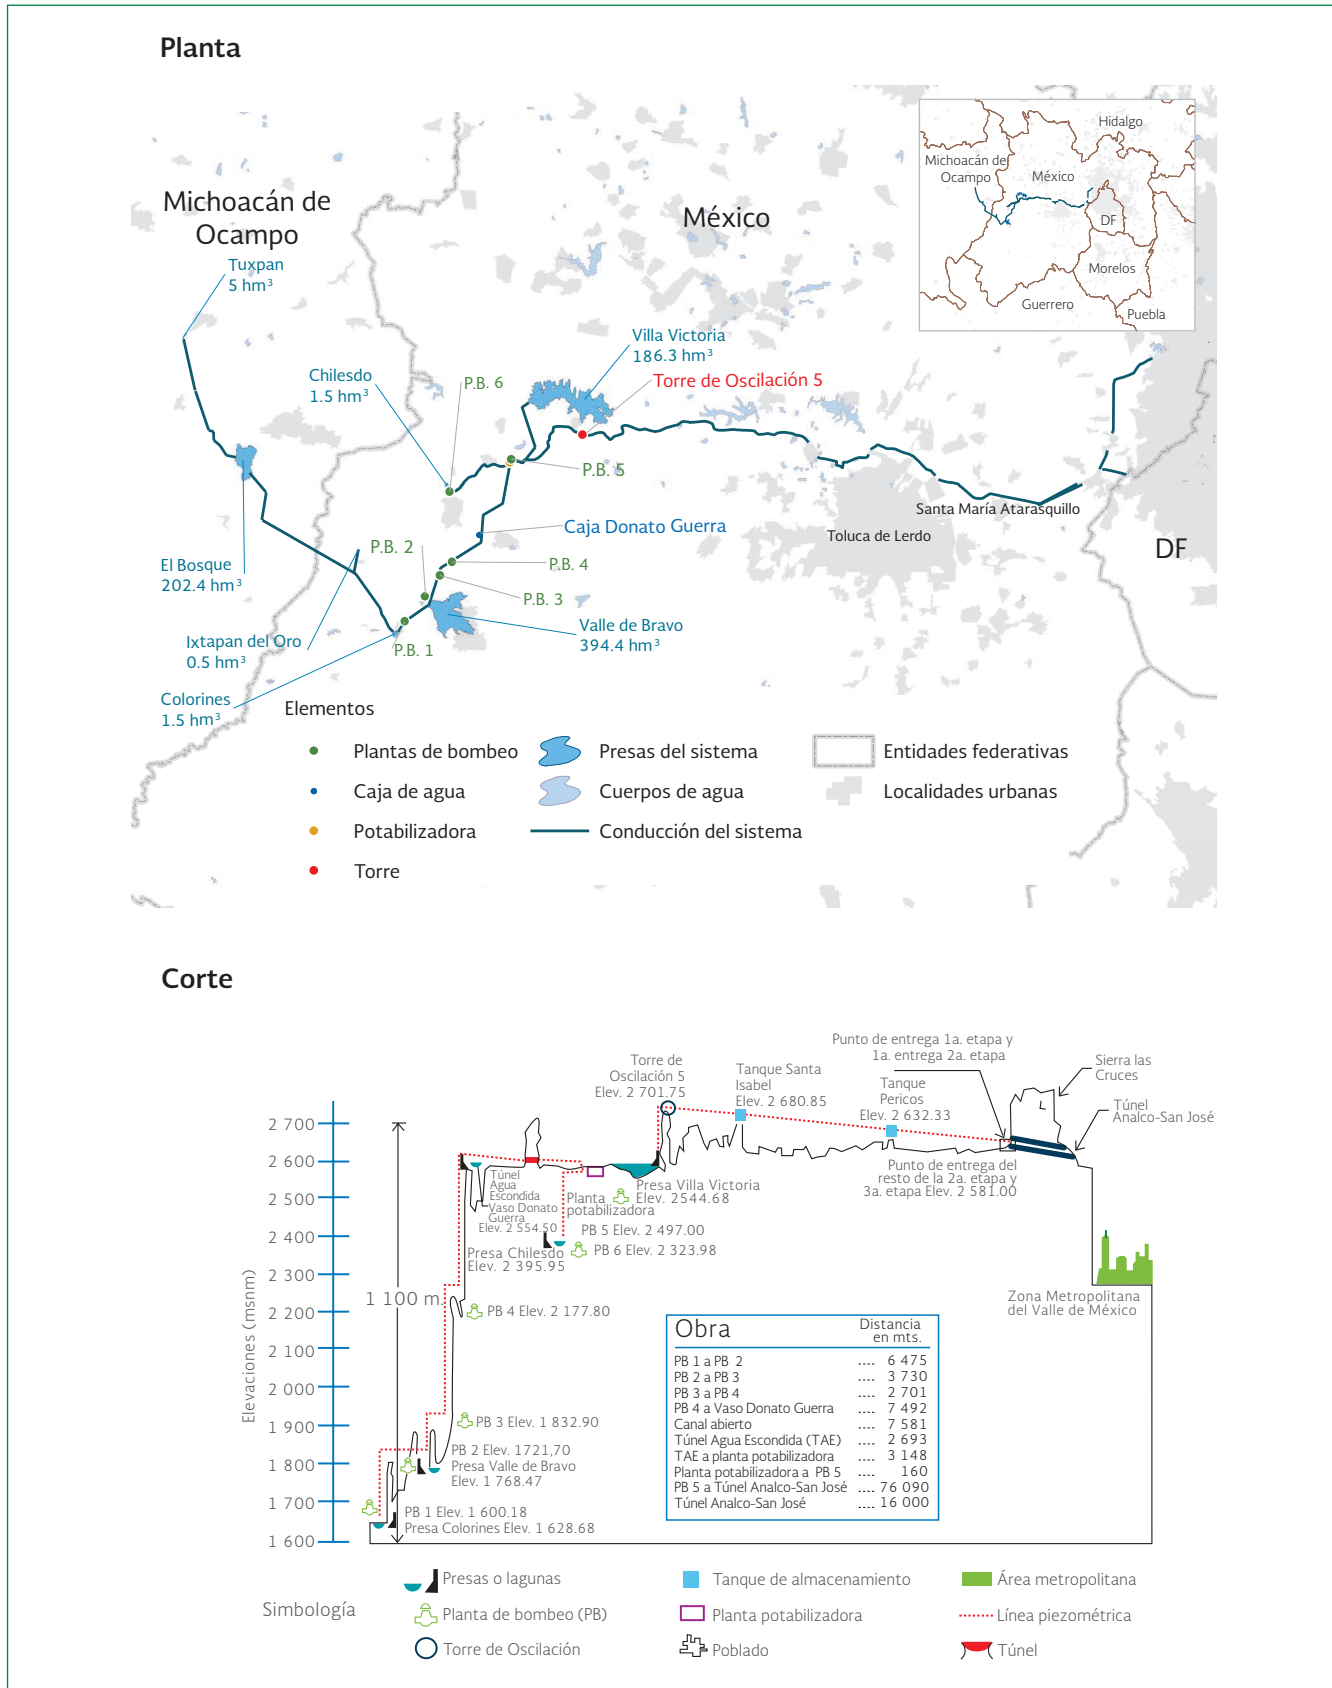 Planta
Hidalgo
Michoacán de
Ocampo
México
DF
Morelos
Guerrero
Puebla
Michoacán de
Ocampo
México
Tuxpan
5 hm³
Villa Victoria
186.3 hm³
Chilesdo
1.5 hm³
P.B. 6
Torre de Oscilación 5
P.B. 5
Santa María Atarasquillo
Caja Donato Guerra
Toluca de Lerdo
P.B. 2
DF
El Bosque
202.4 hm³
P.B. 4
P.B. 3
Valle de Bravo
394.4 hm³
Ixtapan del Oro
0.5 hm³
P.B. 1
Colorines
1.5 hm³
Elementos
Plantas de bombeo
Presas del sistema
Entidades federativas
Caja de agua
Cuerpos de agua
Localidades urbanas
Potabilizadora
Conducción del sistema
Torre
Corte
Punto de entrega 1a. etapa y
1a. entrega 2a. etapa
Torre de
Oscilación 5
Elev. 2 701.75
Tanque Santa
Isabel
Elev. 2 680.85
Tanque
Pericos
Elev. 2 632.33
Sierra las
Cruces
Túnel
Analco-San José
2 700
2 600
2 500
2 400
2 300
2 200
2 100
2 000
1 900
1 800
1 700
1 600
Elevaciones (msnm)
1 100 m.
Túnel
Agua
Escondida
Vaso Donato
Guerra
Elev. 2 554.50
Planta
potabilizadora
Presa Villa Victoria
Elev. 2544.68
Punto de entrega del
resto de la 2a. etapa y
3a. etapa Elev. 2 581.00
PB 5 Elev. 2 497.00
Presa Chilesdo
Elev. 2 395.95
PB 6 Elev. 2 323.98
Zona Metropolitana
del Valle de México
PB 4 Elev. 2 177.80
PB 3 Elev. 1 832.90
PB 2 Elev. 1721,70
Presa Valle de Bravo
Elev. 1 768.47
PB 1 Elev. 1 600.18
Presa Colorines Elev. 1 628.68
Obra Distancia
en mts.
PB 1 a PB 2 .... 6 475
PB 2 a PB 3 .... 3 730
PB 3 a PB 4 .... 2 701
PB 4 a Vaso Donato Guerra .... 7 492
Canal abierto .... 7 581
Túnel Agua Escondida (TAE) .... 2 693
TAE a planta potabilizadora .... 3 148
Planta potabilizadora a PB 5 .... 160
PB 5 a Túnel Analco-San José .... 76 090
Túnel Analco-San José .... 16 000
Simbología
Presas o lagunas
Tanque de almacenamiento
Área metropolitana
Planta de bombeo (PB)
Planta potabilizadora
Línea piezométrica
Torre de Oscilación
Poblado
Túnel